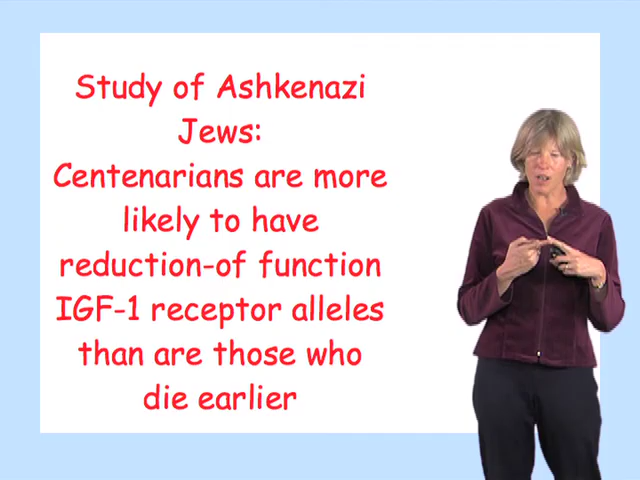 Study of Ashkenazi
Jews:
Centenarians are more
likely to have
reduction-of function
IGF-1 receptor alleles
than are those who
die earlier